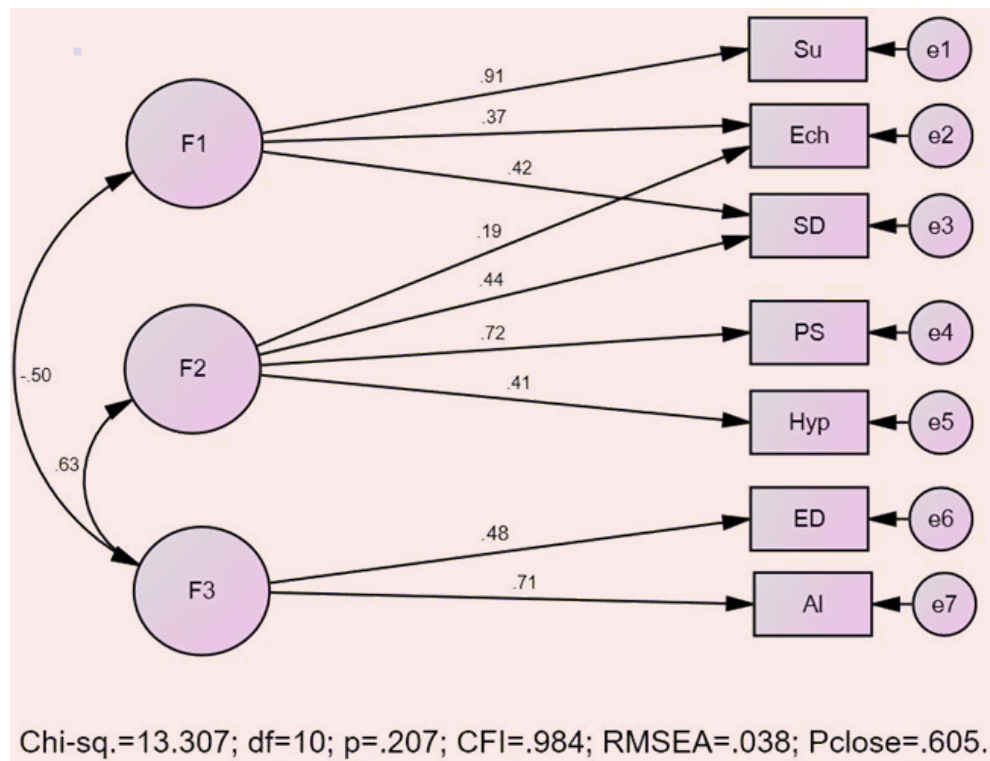 Su
e1
.91
F1
.37
Ech
e2
.42
SD
e3
.19
.44
PS
e4
.72
F2
-.50
.41
Hyp
e5
.63
ED
e6
.48
F3
.71
AI
e7
Chi-sq.=13.307; df=10; p=.207; CFI=.984; RMSEA=.038; Pclose=.605.